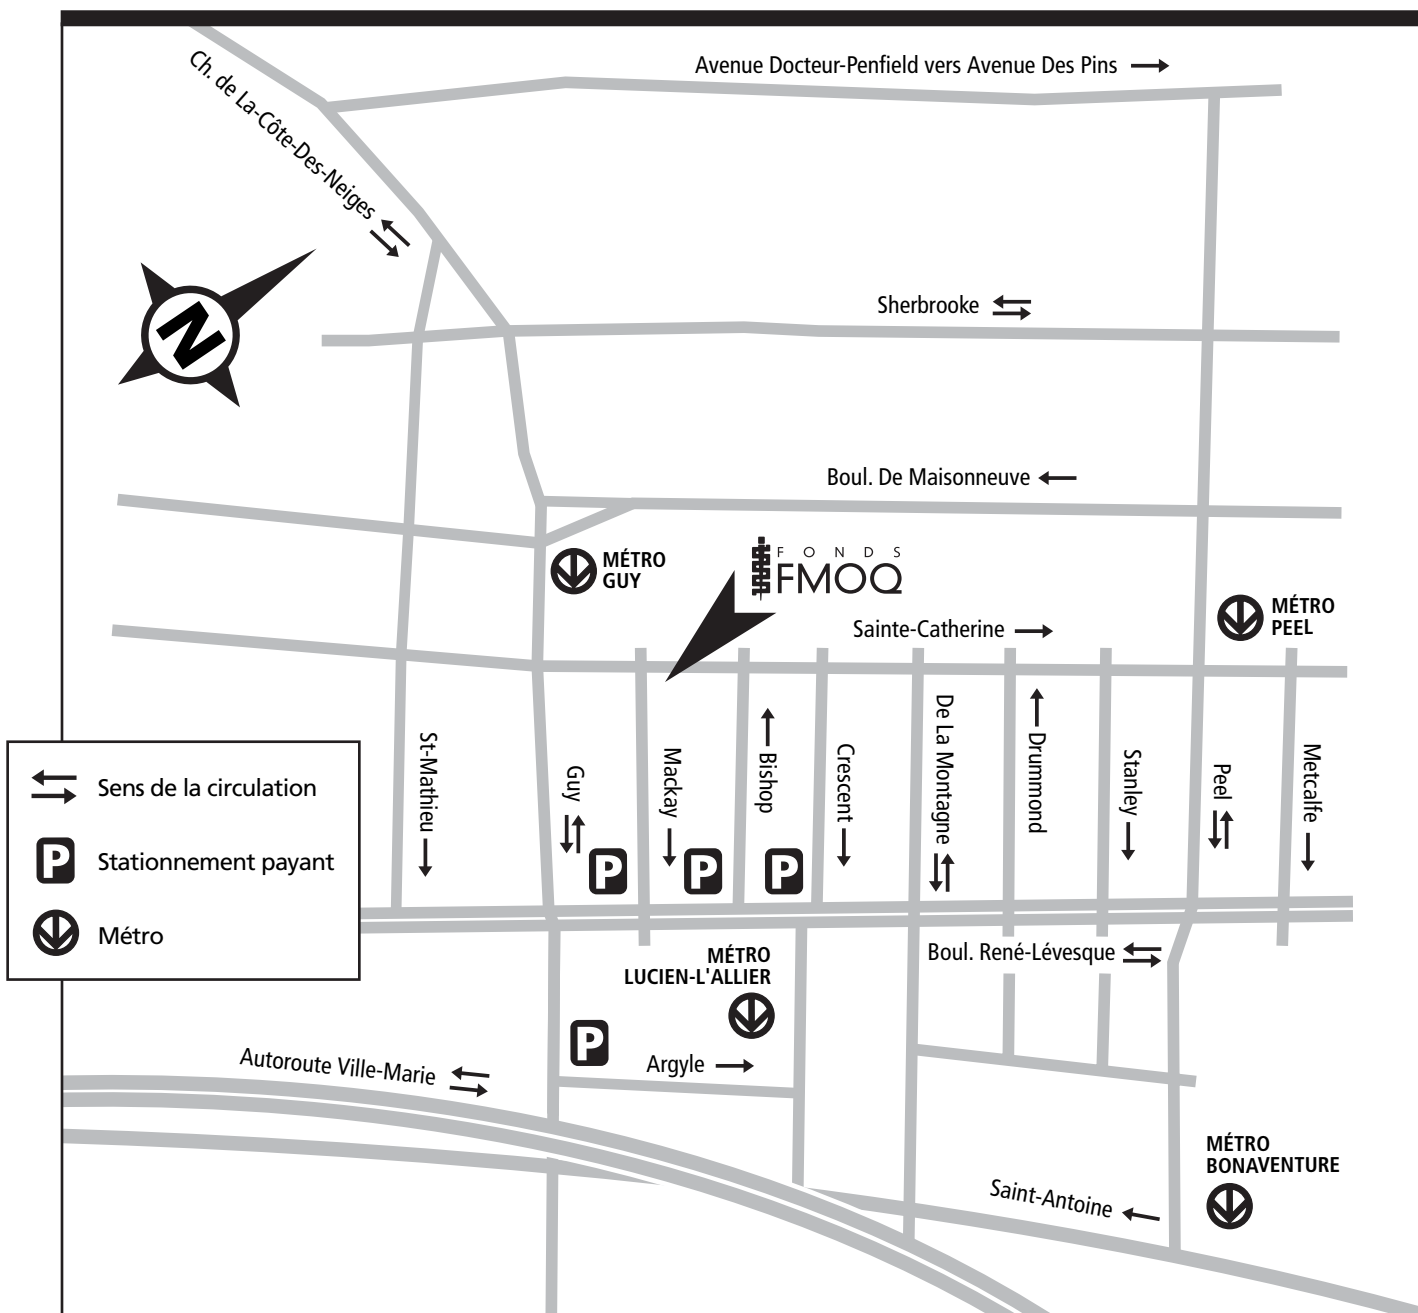 Ch. de La-Côte-Des-Neiges
Avenue Docteur-Penfield vers Avenue Des Pins
N
Sherbrooke
Boul. De Maisonneuve
FONDS
FMOQ
MÉTRO
GUY
Sainte-Catherine
MÉTRO
PEEL
St-Mathieu
Guy
Mackay
Bishop
Crescent
De La Montagne
Drummond
Stanley
Peel
Metcalfe
Sens de la circulation
P Stationnement payant
Métro
P
P
P
MÉTRO
LUCIEN-L'ALLIER
Boul. René-Lévesque
P
Argyle
Autoroute Ville-Marie
MÉTRO
BONAVENTURE
Saint-Antoine